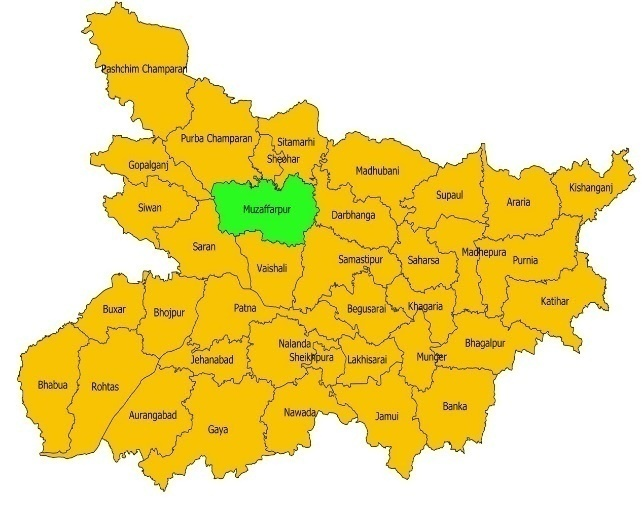 Pashchim Champaran
Purba Champaran
Sitamarhi
Sheohar
Gopalganj
Madhubani
Kishanganj
Supaul
Araria
Siwan
Muzaffarpur
Darbhanga
Saran
Madhepura
Vaishali
Samastipur
Saharsa
Purnia
Katihar
Buxar
Bhojpur
Patna
Begusarai
Khagaria
Nalanda
Bhagalpur
Jehanabad
Sheikhpura
Lakhisarai
Munger
Bhabua
Rohtas
Aurangabad
Nawada
Jamui
Banka
Gaya